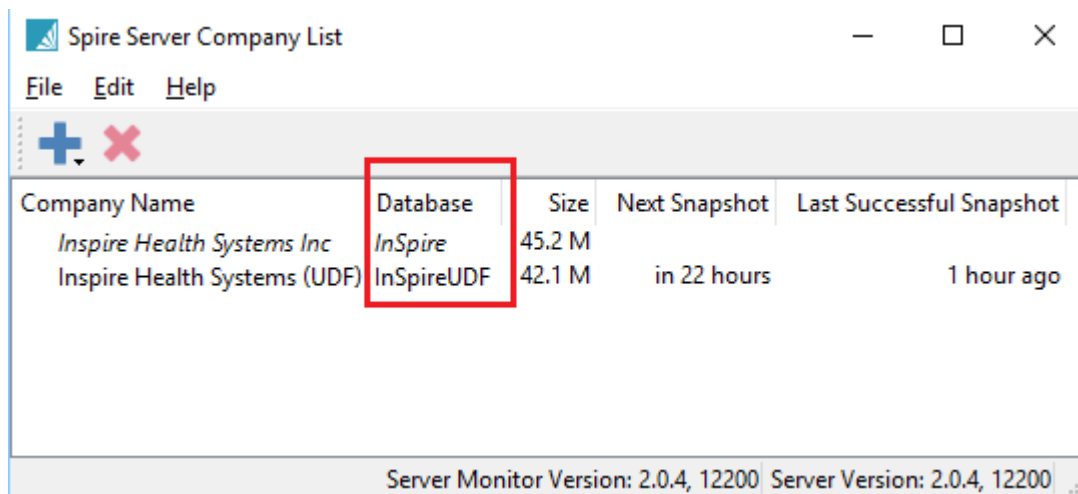 Spire Server Company List
File Edit Help
Company Name Database Size Next Snapshot Last Successful Snapshot
Inspire Health Systems Inc InSpire 45.2 M
Inspire Health Systems (UDF) InSpireUDF 42.1 M in 22 hours 1 hour ago
Server Monitor Version: 2.0.4, 12200 Server Version: 2.0.4, 12200